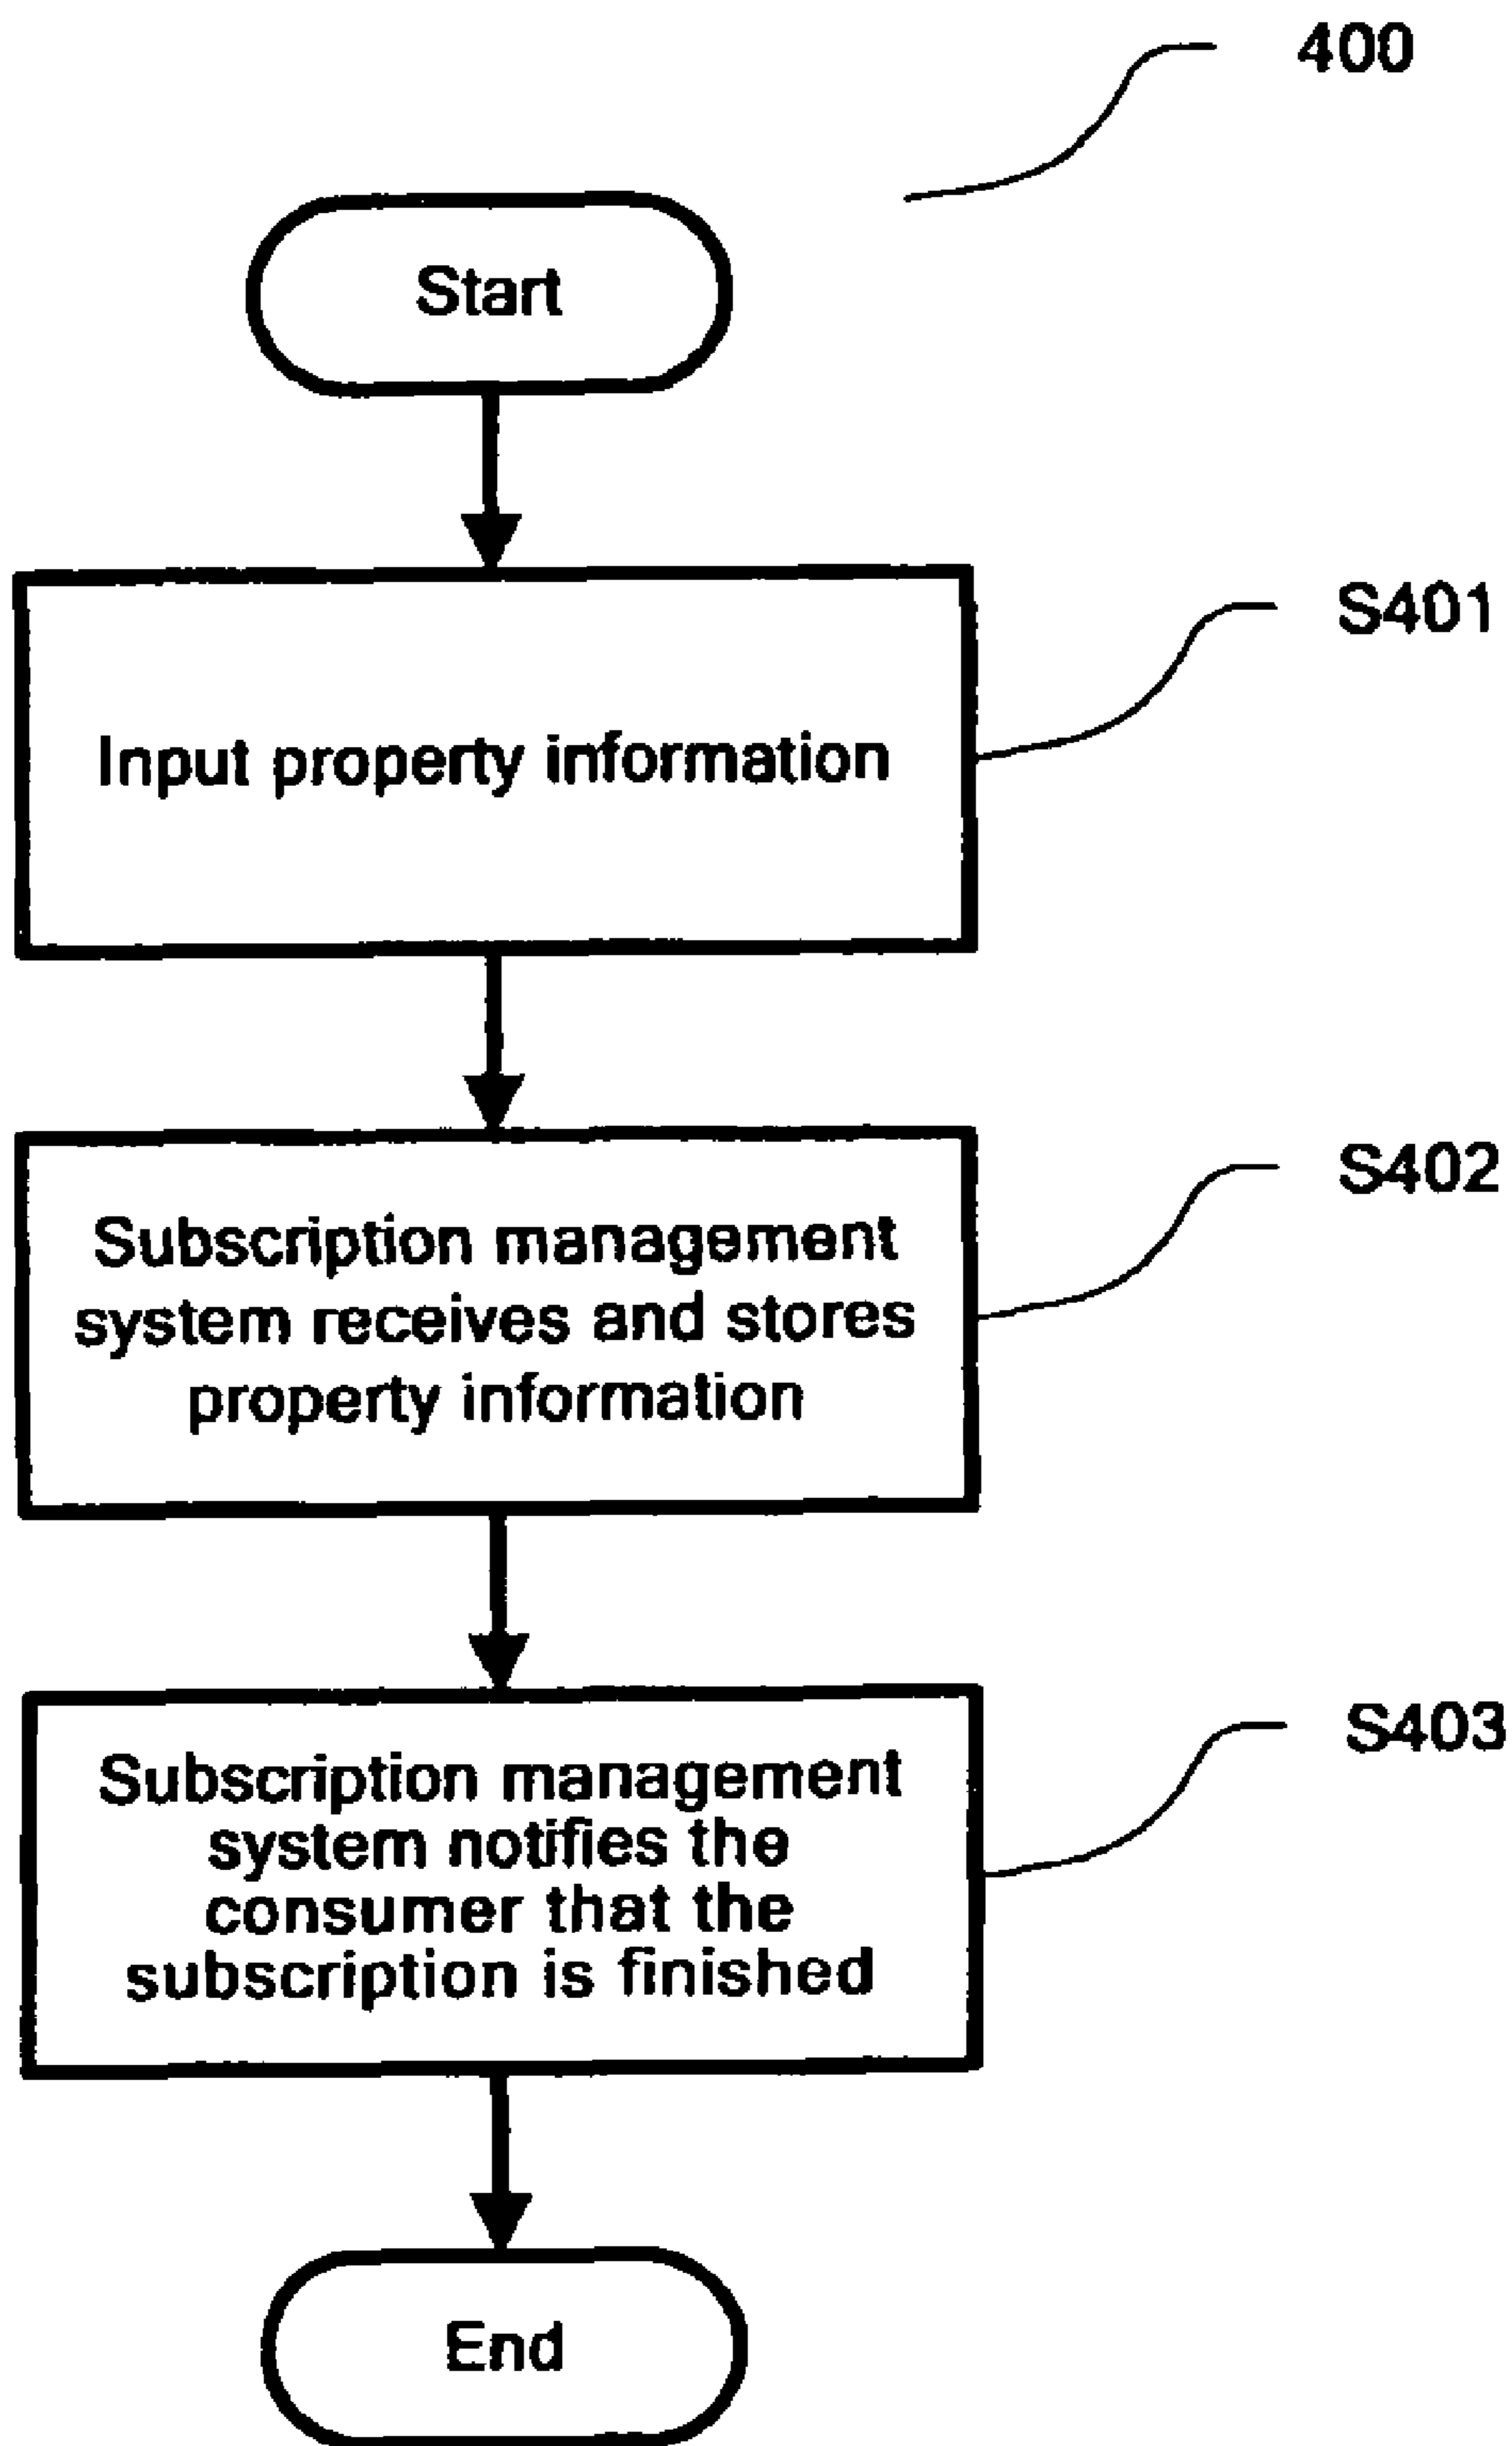 400
Start
S401
Input property information
S402
Subscription management
system receives and stores
property information
S403
Subscription management
system notifies the
consumer that the
subscription is finished
End